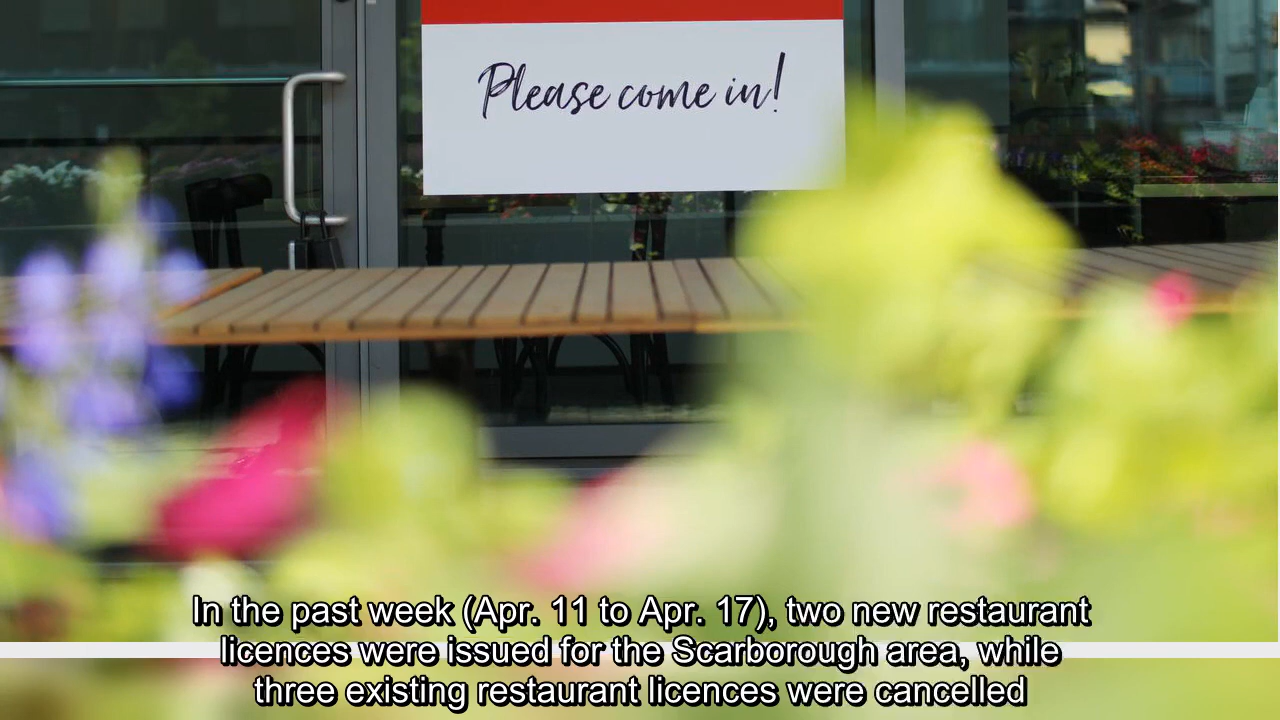 Please come in!
In the past week (Apr. 11 to Apr. 17), two new restaurant
licences were issued for the Scarborough area, while
three existing restaurant licences were cancelled